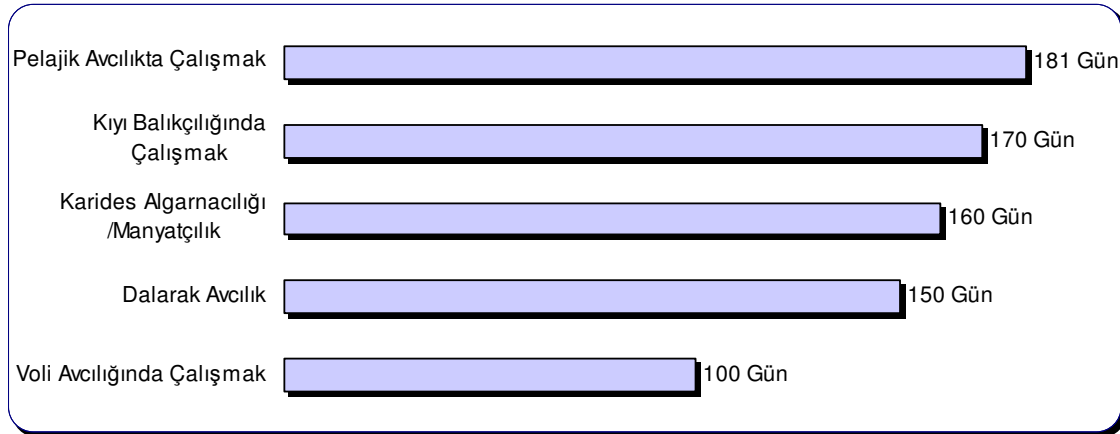 Pelajik Avcılıkta Çalışmak
181 Gün
Kıyı Balıkçılığında
Çalışmak
170 Gün
Karides Algarnacılığı
/Manyatçılık
160 Gün
Dalarak Avcılık
150 Gün
Voli Avcılığında Çalışmak
100 Gün